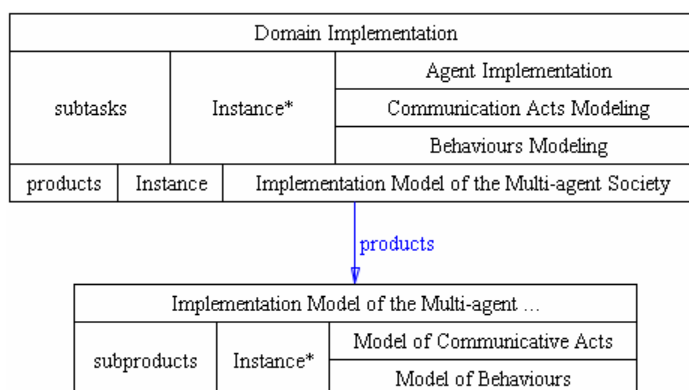 Domain Implementation
subtasks Instance* Agent Implementation
Communication Acts Modeling
Behaviours Modeling
products Instance Implementation Model of the Multi-agent Society
products
Implementation Model of the Multi-agent ...
subproducts Instance* Model of Communicative Acts
Model of Behaviours